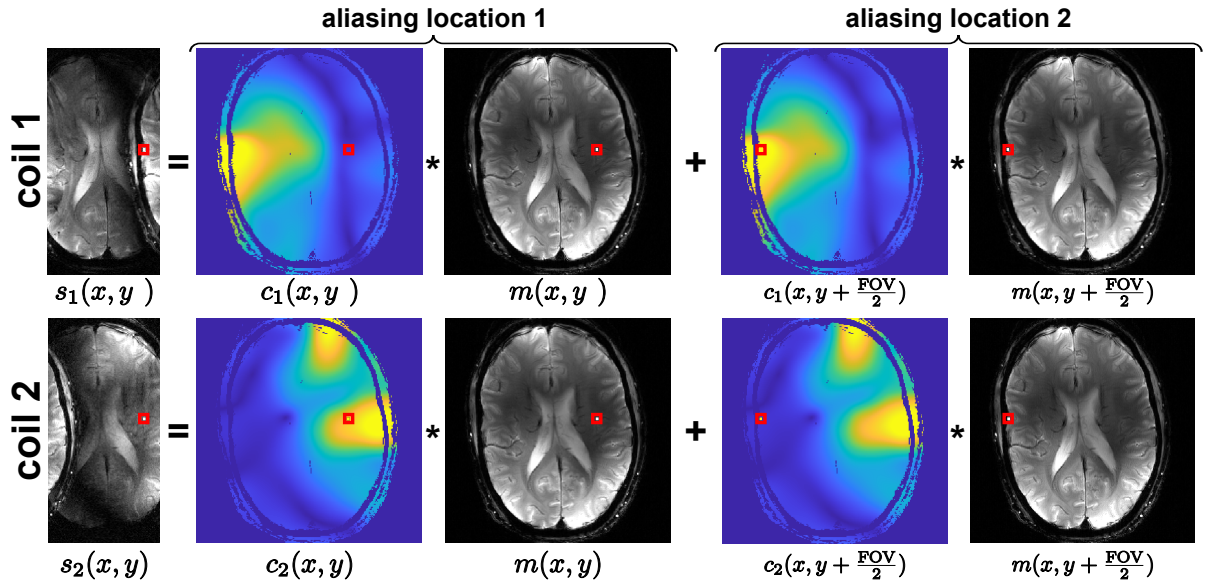 aliasing location 1 aliasing location 2
coil 1
= * + *
s₁(x, y ) c₁(x, y ) m(x, y ) c₁(x, y + FOV/2) m(x, y + FOV/2)
coil 2
= * + *
s₂(x, y) c₂(x, y) m(x, y) c₂(x, y + FOV/2) m(x, y + FOV/2)